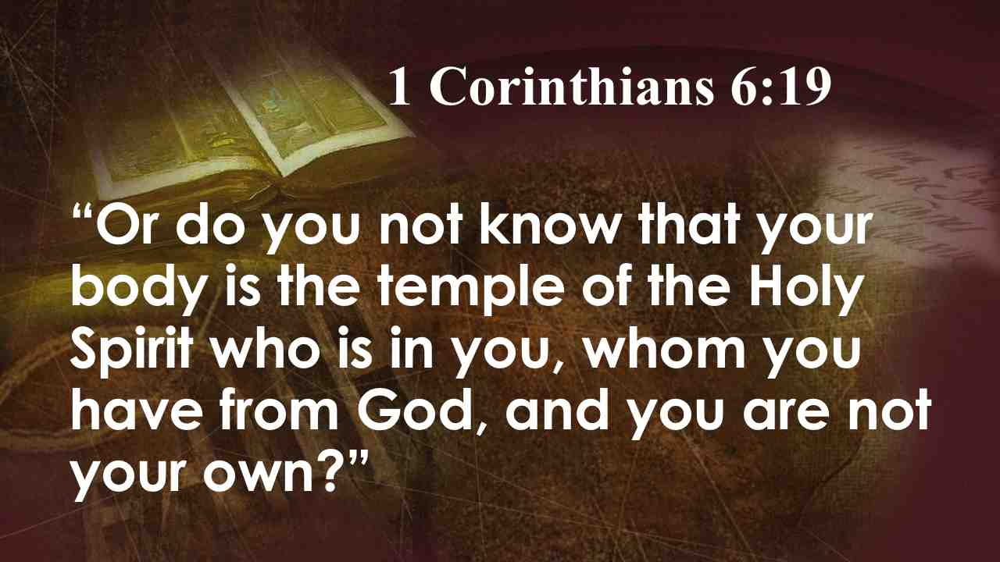 1 Corinthians 6:19
“Or do you not know that your
body is the temple of the Holy
Spirit who is in you, whom you
have from God, and you are not
your own?”